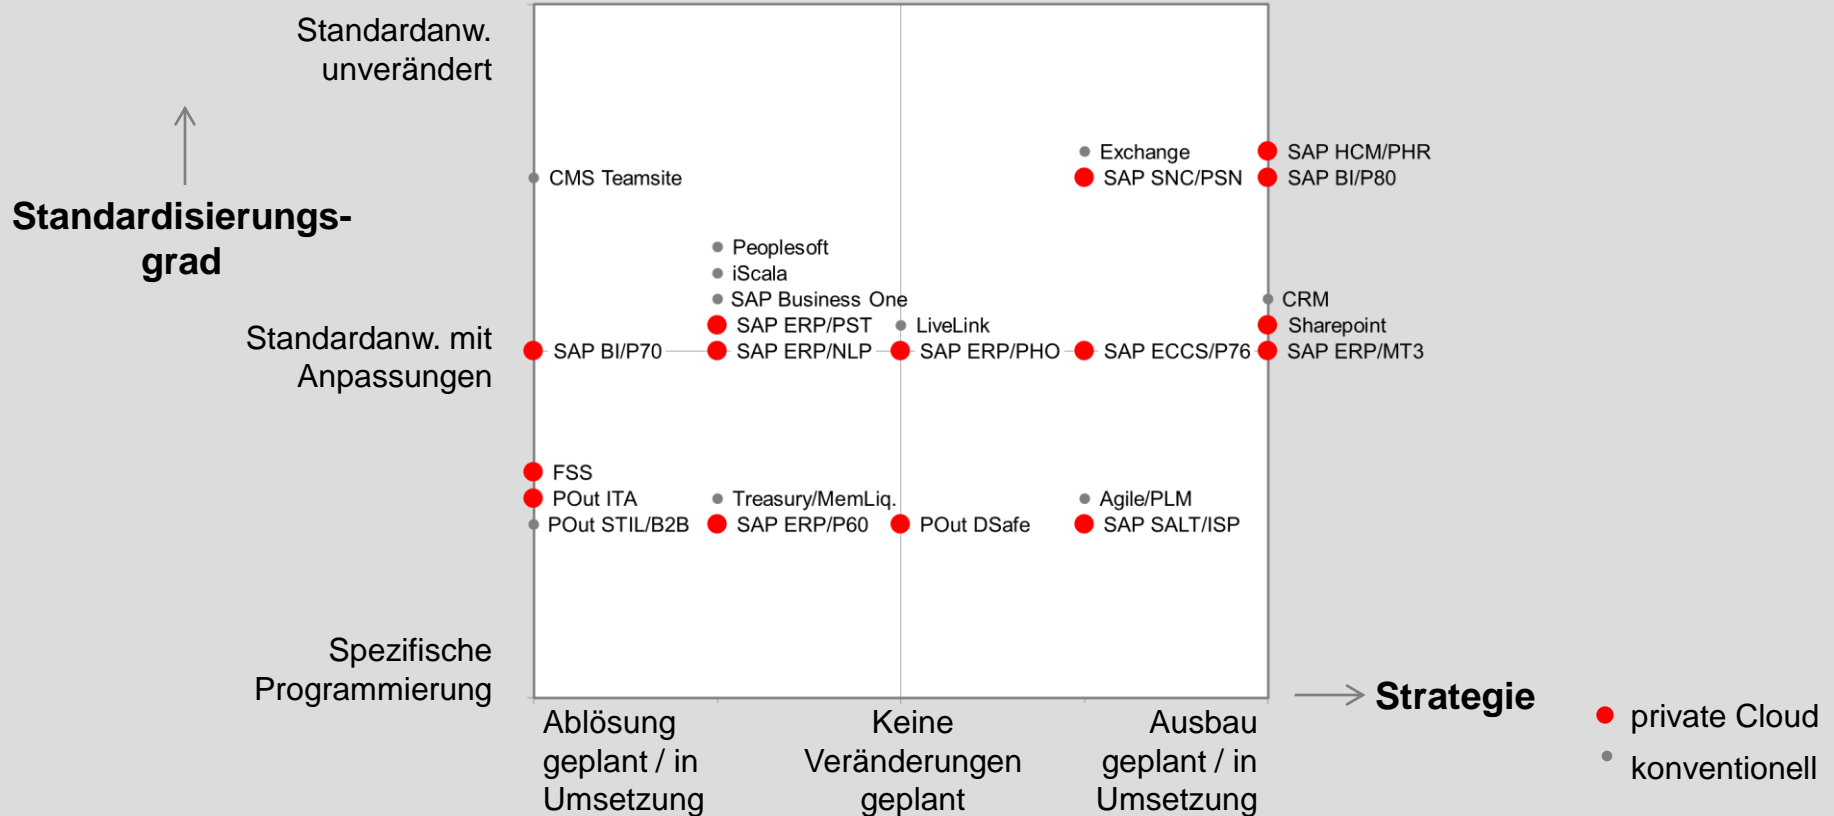 Standardanw.
unverändert
Standardisierungs-
grad
Standardanw. mit
Anpassungen
Spezifische
Programmierung
Exchange
SAP HCM/PHR
CMS Teamsite
SAP SNC/PSN
SAP BI/P80
Peoplesoft
iScala
SAP Business One
CRM
SAP ERP/PST
LiveLink
Sharepoint
SAP BI/P70
SAP ERP/NLP
SAP ERP/PHO
SAP ECCS/P76
SAP ERP/MT3
FSS
POut ITA
Treasury/MemLiq.
Agile/PLM
POut STIL/B2B
SAP ERP/P60
POut DSafe
SAP SALT/ISP
Strategie
Ablösung
geplant / in
Umsetzung
Keine
Veränderungen
geplant
Ausbau
geplant / in
Umsetzung
private Cloud
konventionell